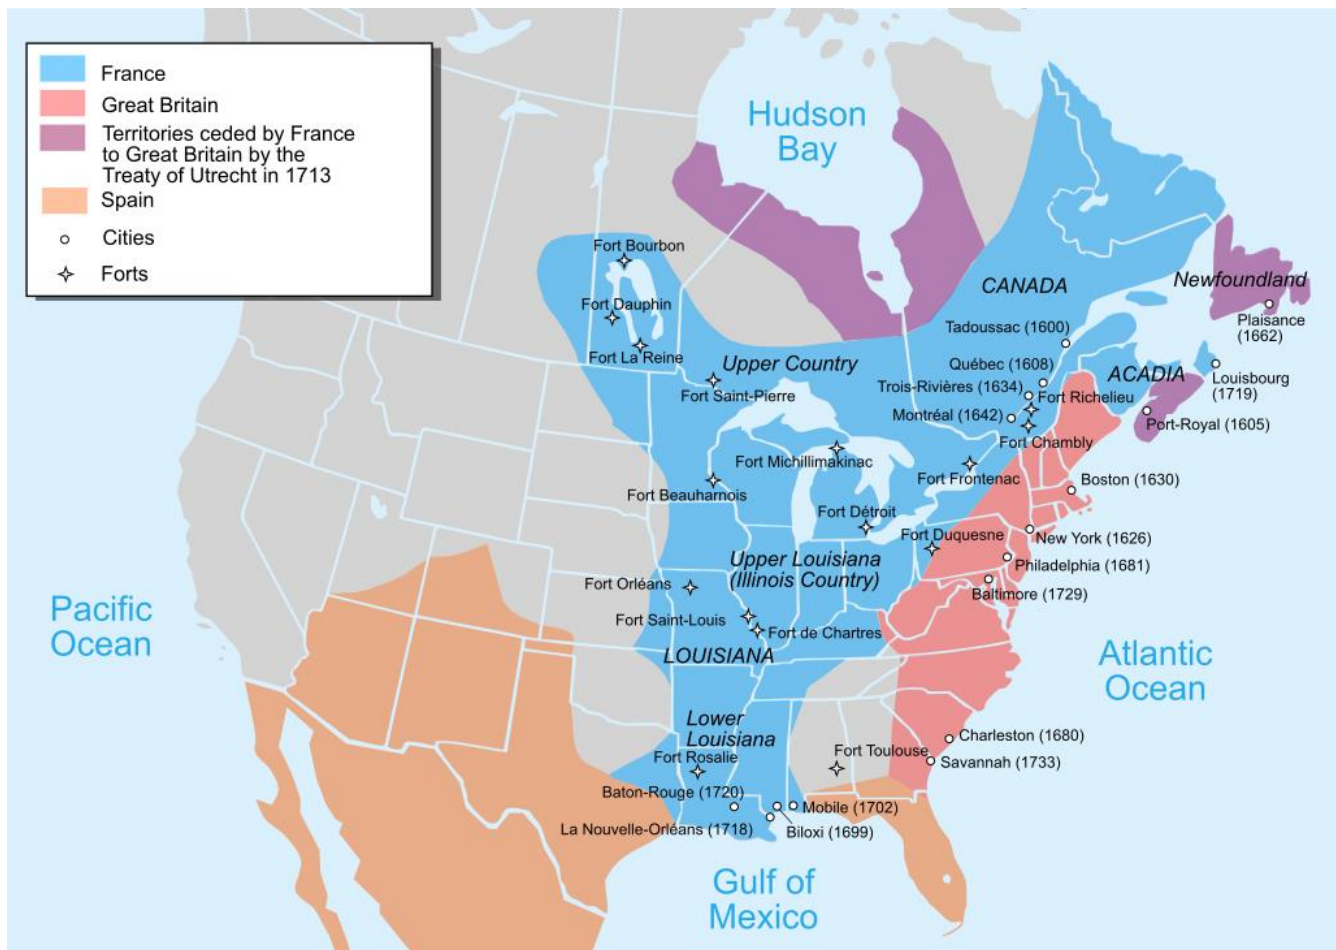 France
Great Britain
Territories ceded by France
to Great Britain by the
Treaty of Utrecht in 1713
Spain
Cities
Forts
Hudson
Bay
Fort Bourbon
Fort Dauphin
Fort La Reine
CANADA
Newfoundland
Plaisance
(1662)
Tadoussac (1600)
Upper Country
Québec (1608)
ACADIA
Louisbourg
(1719)
Trois-Rivières (1634)
Fort Richelieu
Fort Saint-Pierre
Montréal (1642)
Port-Royal (1605)
Fort Chambly
Fort Michillimakinac
Fort Frontenac
Boston (1630)
Fort Beauharnois
Fort Détroit
Fort Duquesne
New York (1626)
Upper Louisiana
(Illinois Country)
Philadelphia (1681)
Fort Orléans
Baltimore (1729)
Pacific
Ocean
Fort Saint-Louis
Fort de Chartres
LOUISIANA
Atlantic
Ocean
Lower
Louisiana
Charleston (1680)
Fort Rosalie
Fort Toulouse
Savannah (1733)
Baton-Rouge (1720)
Mobile (1702)
La Nouvelle-Orléans (1718)
Biloxi (1699)
Gulf of
Mexico